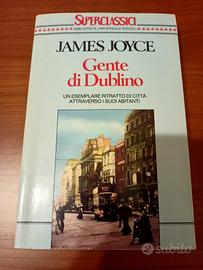 SUPERCLASSICI
BIBLIOTECA UNIVERSALE RIZZOLI
JAMES JOYCE
Gente
di Dublino
UN ESEMPLARE RITRATTO DI CITTÀ
ATTRAVERSO I SUOI ABITANTI
subito